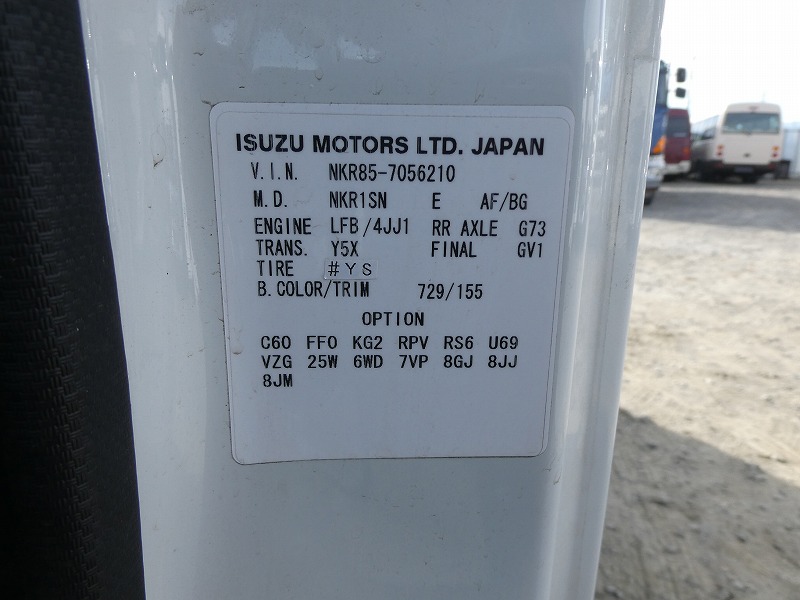 ISUZU MOTORS LTD. JAPAN
V.I.N. NKR85-7056210
M.D. NKR1SN E AF/BG
ENGINE LFB/4JJ1 RR AXLE G73
TRANS. Y5X FINAL GV1
TIRE #YS
B.COLOR/TRIM 729/155
OPTION
C60 FF0 KG2 RPV RS6 U69
VZG 25W 6WD 7VP 8GJ 8JJ
8JM